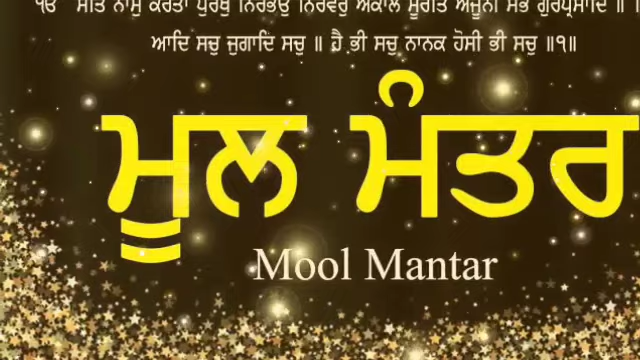 ੴ ਸਤਿ ਨਾਮੁ ਕਰਤਾ ਪੁਰਖੁ ਨਿਰਭਉ ਨਿਰਵੈਰੁ ਅਕਾਲ ਮੂਰਤਿ ਅਜੂਨੀ ਸੈਭੰ ਗੁਰਪ੍ਰਸਾਦਿ ॥
ਆਦਿ ਸਚੁ ਜੁਗਾਦਿ ਸਚੁ ॥ ਹੈ ਭੀ ਸਚੁ ਨਾਨਕ ਹੋਸੀ ਭੀ ਸਚੁ ॥੧॥
ਮੂਲ ਮੰਤਰ
Mool Mantar